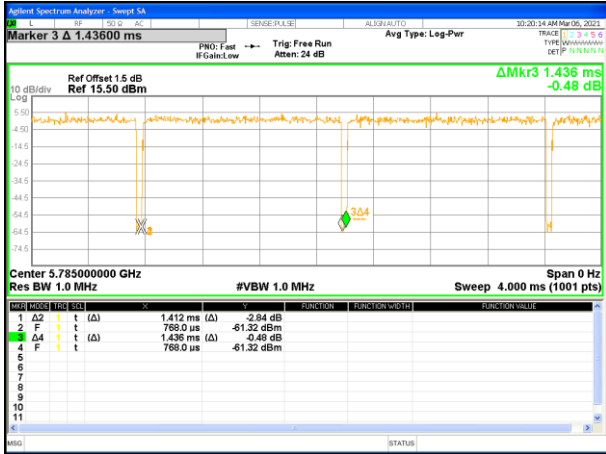 Agilent Spectrum Analyzer - Swept SA
L RF 50 Ω AC SENSE:PULSE ALIGNAUTO 10:20:14 AM Mar 06, 2021
Marker 3 Δ 1.43600 ms Avg Type: Log-Pwr TRACE 1 2 3 4 5 6
PNO: Fast Trig: Free Run TYPE
IFGain:Low Atten: 24 dB DET P N N N N N
ΔMkr3 1.436 ms
-0.48 dB
Ref Offset 1.5 dB
10 dB/div Ref 15.50 dBm
Log
5.50
-4.50
-14.5
-24.5
-34.5
-44.5
-54.5
-64.5
-74.5
2
3Δ4
Center 5.785000000 GHz Span 0 Hz
Res BW 1.0 MHz #VBW 1.0 MHz Sweep 4.000 ms (1001 pts)
MKR MODE TRC SCL X Y FUNCTION FUNCTION WIDTH FUNCTION VALUE
1 Δ2 1 t (Δ) 1.412 ms (Δ) -2.84 dB
2 F 1 t 768.0 µs -61.32 dBm
3 Δ4 1 t (Δ) 1.436 ms (Δ) -0.48 dB
4 F 1 t 768.0 µs -61.32 dBm
5
6
7
8
9
10
11
MSG STATUS